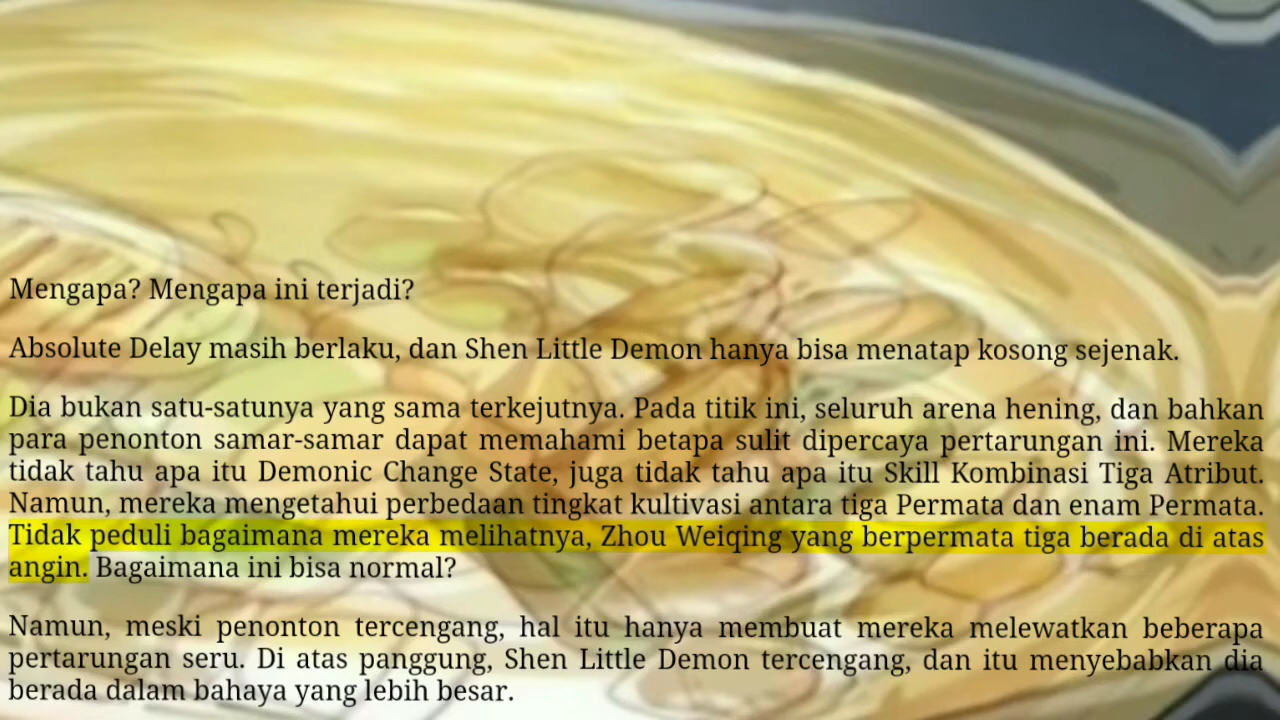 Mengapa? Mengapa ini terjadi?
Absolute Delay masih berlaku, dan Shen Little Demon hanya bisa menatap kosong sejenak.
Dia bukan satu-satunya yang sama terkejutnya. Pada titik ini, seluruh arena hening, dan bahkan
para penonton samar-samar dapat memahami betapa sulit dipercaya pertarungan ini. Mereka
tidak tahu apa itu Demonic Change State, juga tidak tahu apa itu Skill Kombinasi Tiga Atribut.
Namun, mereka mengetahui perbedaan tingkat kultivasi antara tiga Permata dan enam Permata.
Tidak peduli bagaimana mereka melihatnya, Zhou Weiqing yang berpermata tiga berada di atas
angin. Bagaimana ini bisa normal?
Namun, meski penonton tercengang, hal itu hanya membuat mereka melewatkan beberapa
pertarungan seru. Di atas panggung, Shen Little Demon tercengang, dan itu menyebabkan dia
berada dalam bahaya yang lebih besar.